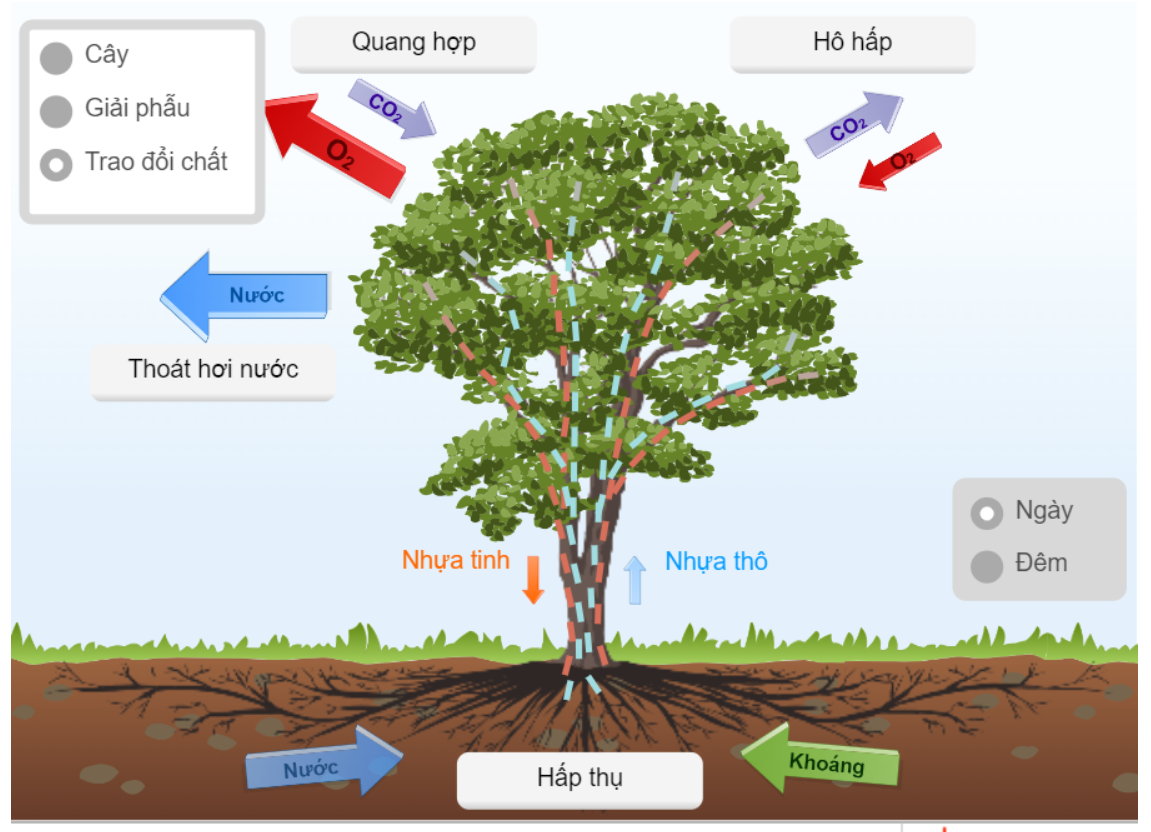 Cây
Giải phẫu
Trao đổi chất
Quang hợp
CO₂
O₂
Hô hấp
CO₂
O₂
Nước
Thoát hơi nước
Ngày
Đêm
Nhựa tinh
Nhựa thô
Nước
Hấp thụ
Khoáng